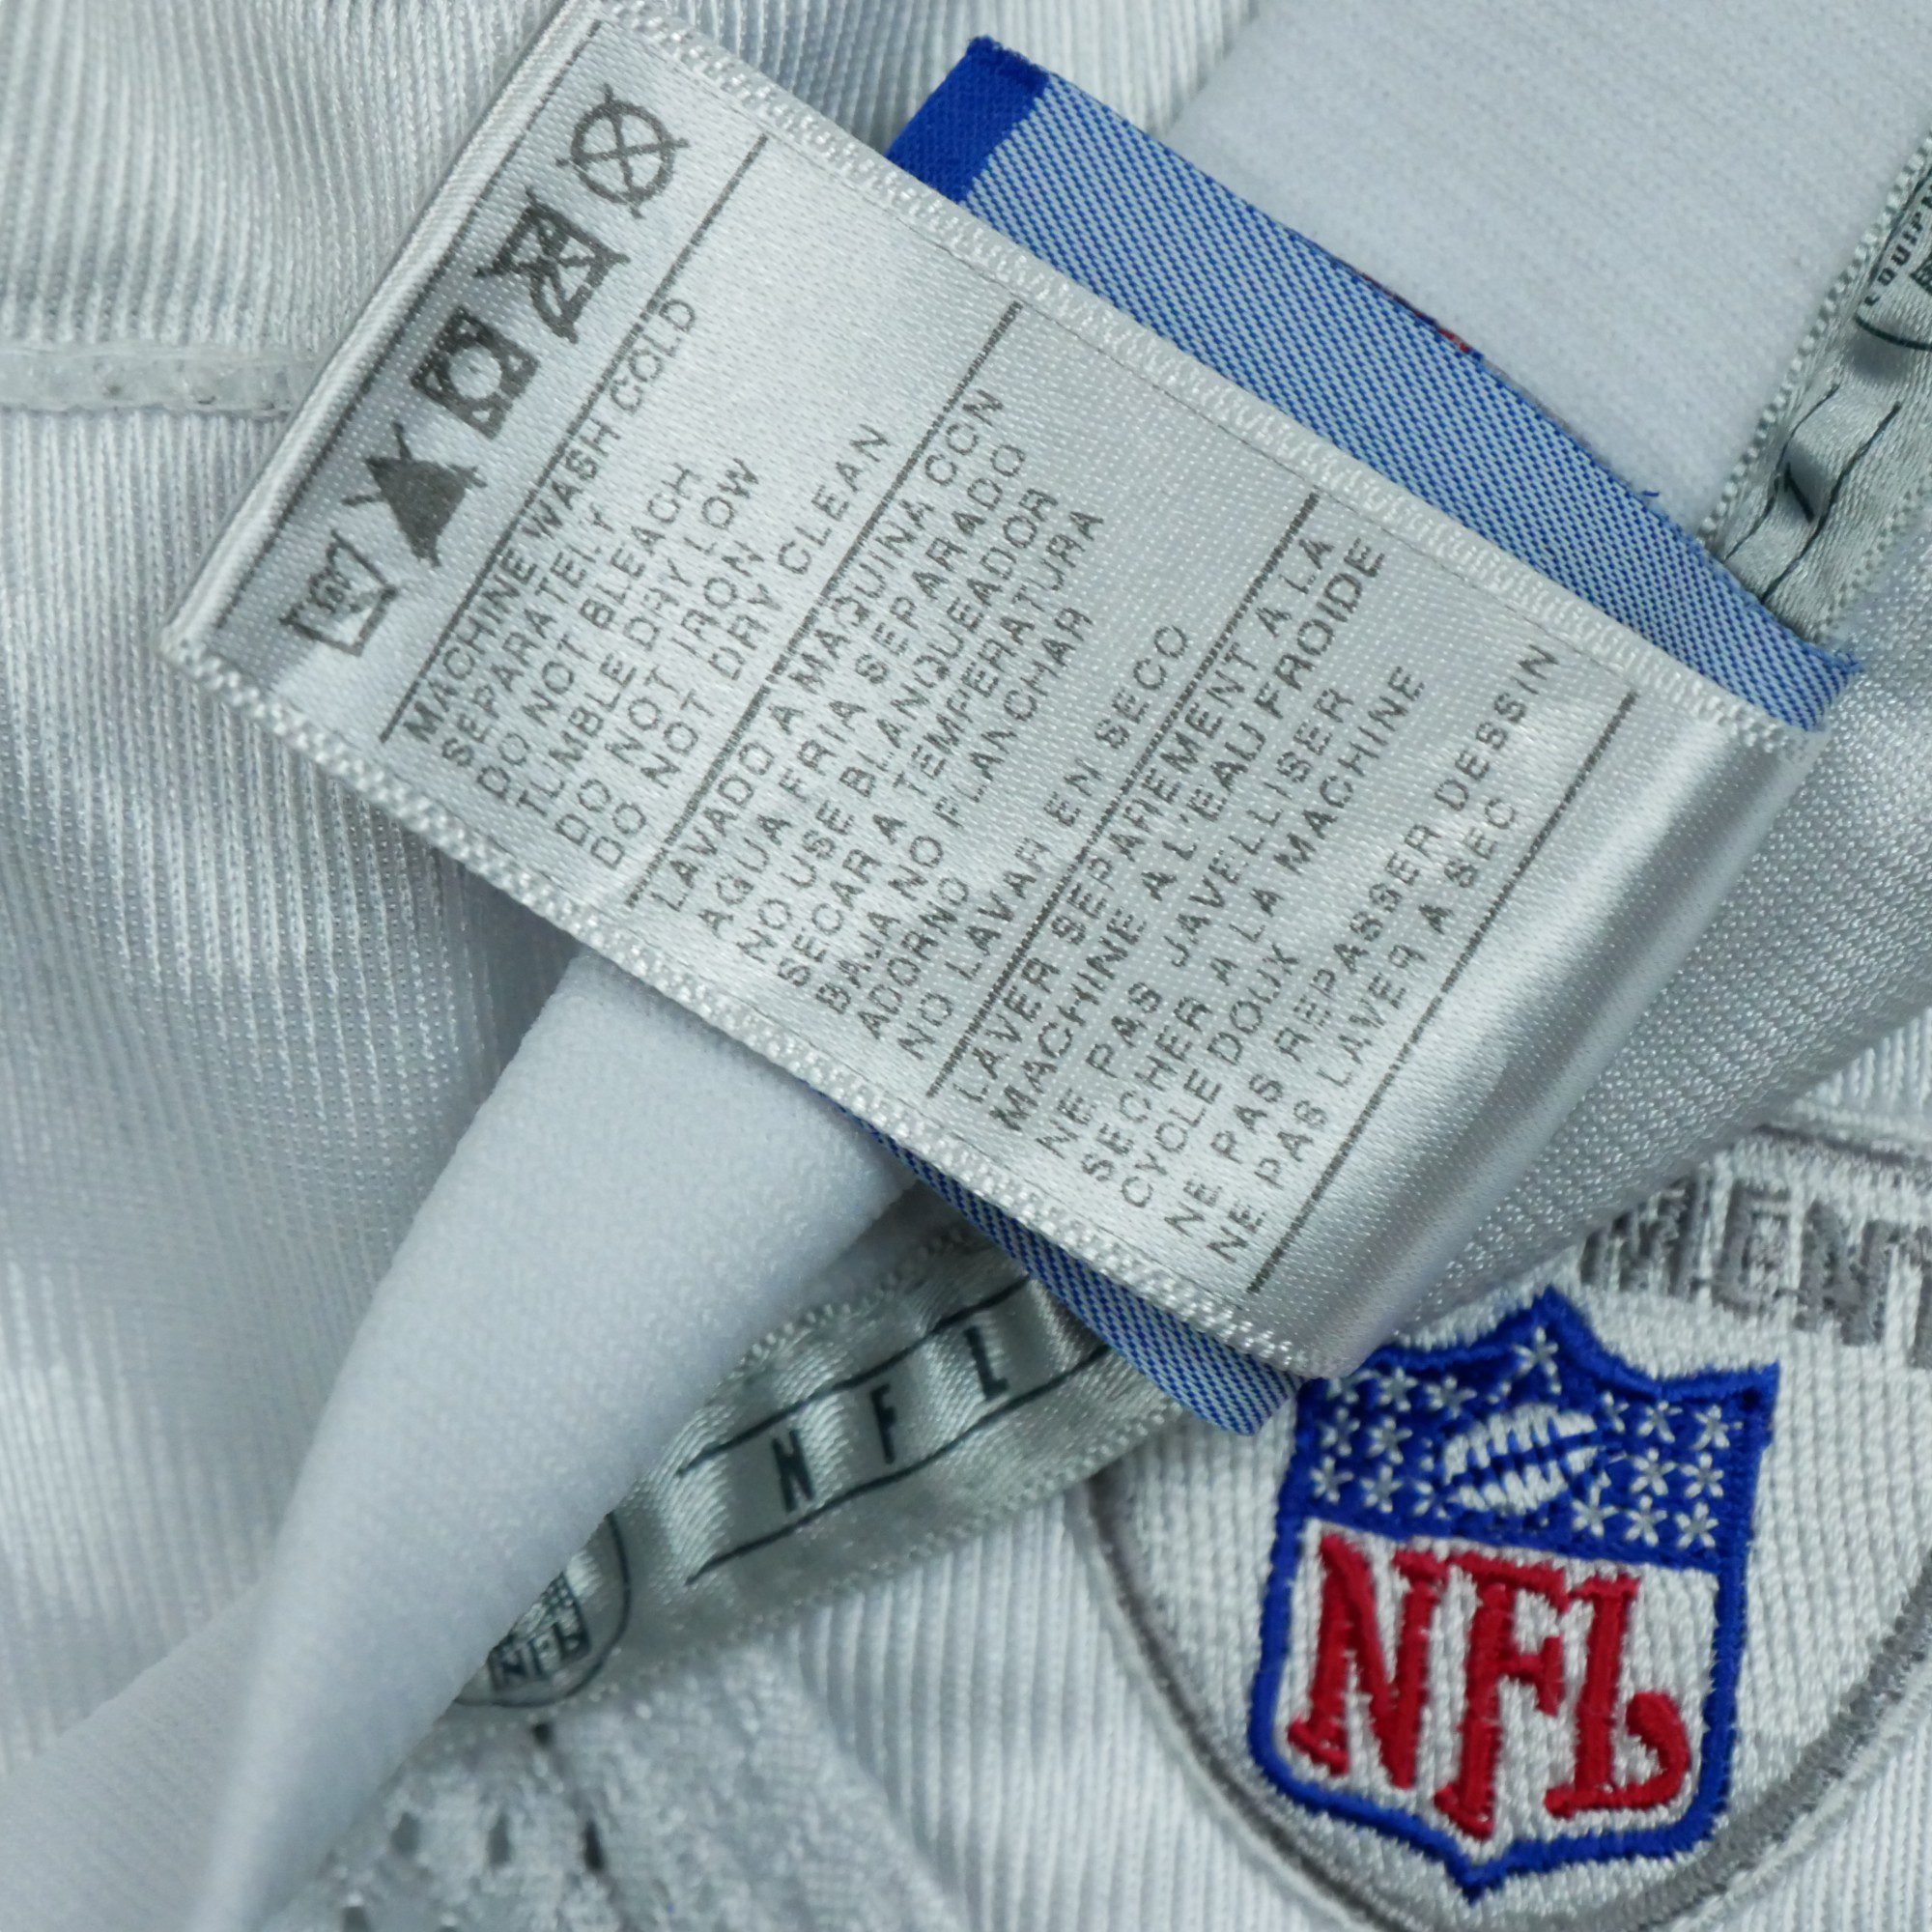 MACHINE WASH COLD
SEPARATELY
DO NOT BLEACH
TUMBLE DRY LOW
DO NOT IRON
DO NOT DRY CLEAN
LAVADO A MAQUINA CON
AGUA FRIA SEPARADO
NO USE BLANQUEADOR
SECAR A TEMPERATURA
BAJA NO PLANCHAR
ADORNO
NO LAVAR EN SECO
LAVER SEPAREMENT À LA
MACHINE A L'EAU FROIDE
NE PAS JAVELLISER
SECHER A LA MACHINE
CYCLE DOUX
NE PAS REPASSER DESSIN
NE PAS LAVER A SEC
NFL
NFL
MENT
NFL